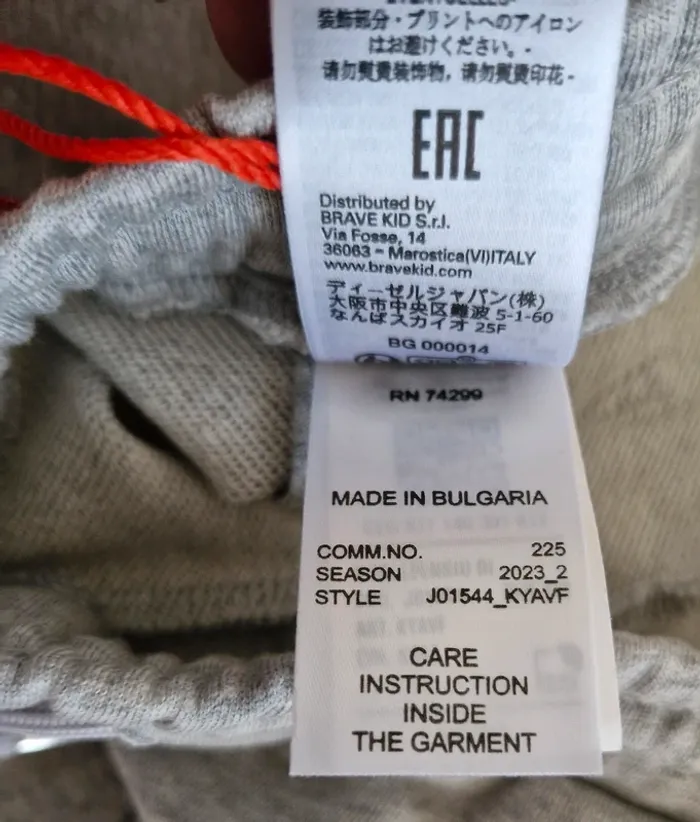 装飾部分・プリントへのアイロン
はお避けください。-
请勿熨烫装饰物，请勿熨烫印花-
EAC
Distributed by
BRAVE KID S.r.l.
Via Fosse, 14
36063 - Marostica(VI)ITALY
www.bravekid.com
ディーゼルジャパン(株)
大阪市中央区難波 5-1-60
なんばスカイオ 25F
BG 000014
RN 74299
MADE IN BULGARIA
COMM.NO. 225
SEASON 2023_2
STYLE J01544_KYAVF
CARE
INSTRUCTION
INSIDE
THE GARMENT